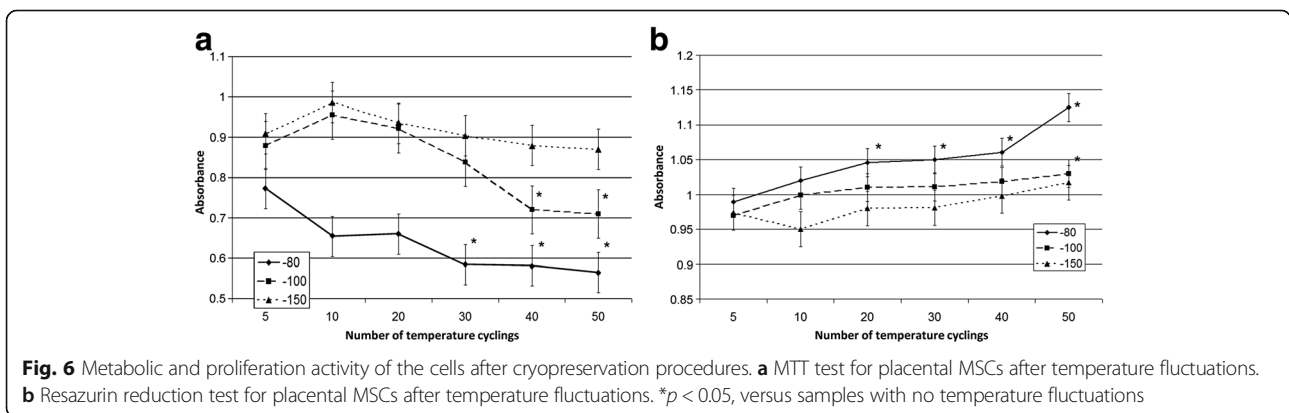 a
b
1.1
1
0.9
0.8
0.7
0.6
0.5
Absorbance
-80
-100
-150
5 10 20 30 40 50
Number of temperature cyclings
* * * * *
1.2
1.15
1.1
1.05
1
0.95
0.9
0.85
Absorbance
* * * * *
-80
-100
-150
5 10 20 30 40 50
Number of temperature cyclings
Fig. 6 Metabolic and proliferation activity of the cells after cryopreservation procedures. a MTT test for placental MSCs after temperature fluctuations.
b Resazurin reduction test for placental MSCs after temperature fluctuations. *p < 0.05, versus samples with no temperature fluctuations